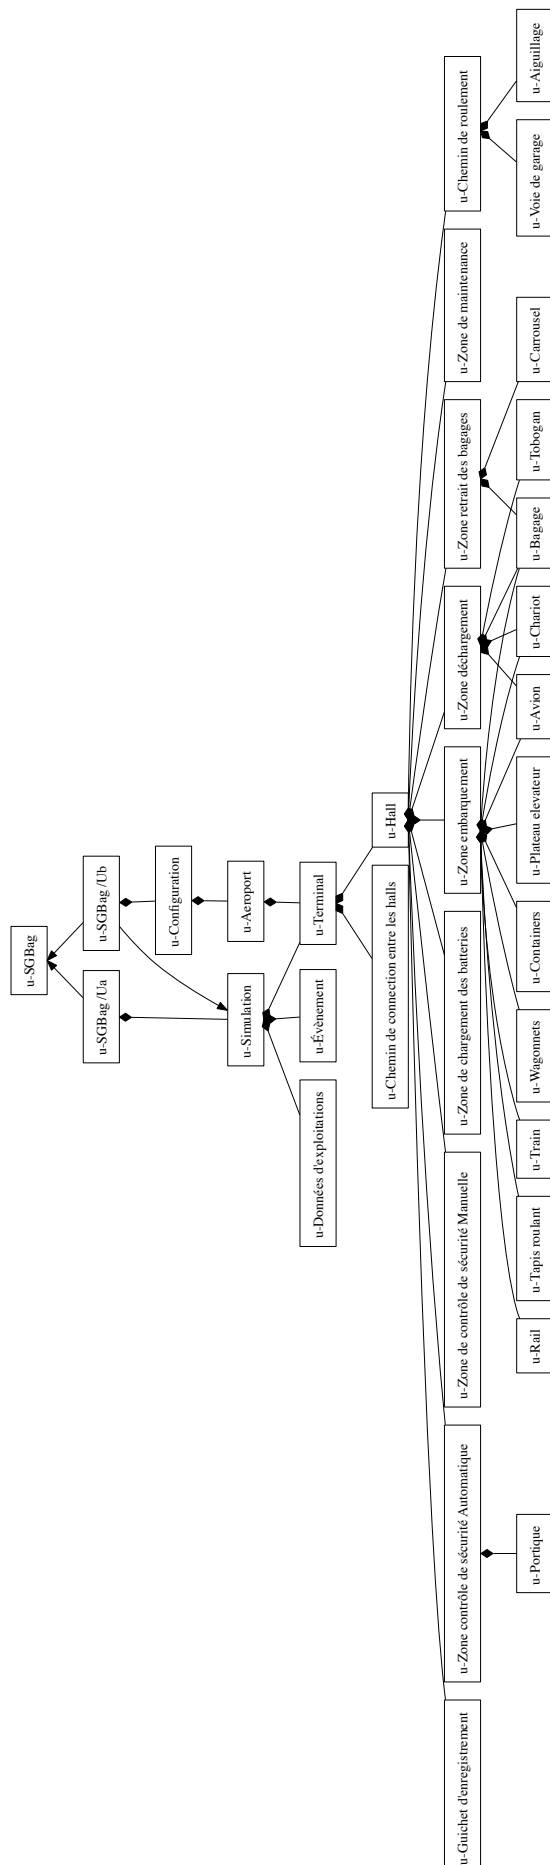 u-SGBag
u-SGBag /Ua
u-SGBag /Ub
u-Configuration
u-Simulation
u-Aeroport
u-Données d'exploitations
u-Évènement
u-Terminal
u-Chemin de connection entre les halls
u-Hall
u-Guichet d'enregistrement
u-Zone contrôle de sécurité Automatique
u-Zone de contrôle de sécurité Manuelle
u-Zone de chargement des batteries
u-Zone embarquement
u-Zone déchargement
u-Zone retrait des bagages
u-Zone de maintenance
u-Chemin de roulement
u-Portique
u-Rail
u-Tapis roulant
u-Train
u-Wagonnets
u-Containers
u-Plateau elevateur
u-Avion
u-Chariot
u-Bagage
u-Tobogan
u-Carrousel
u-Voie de garage
u-Aiguillage